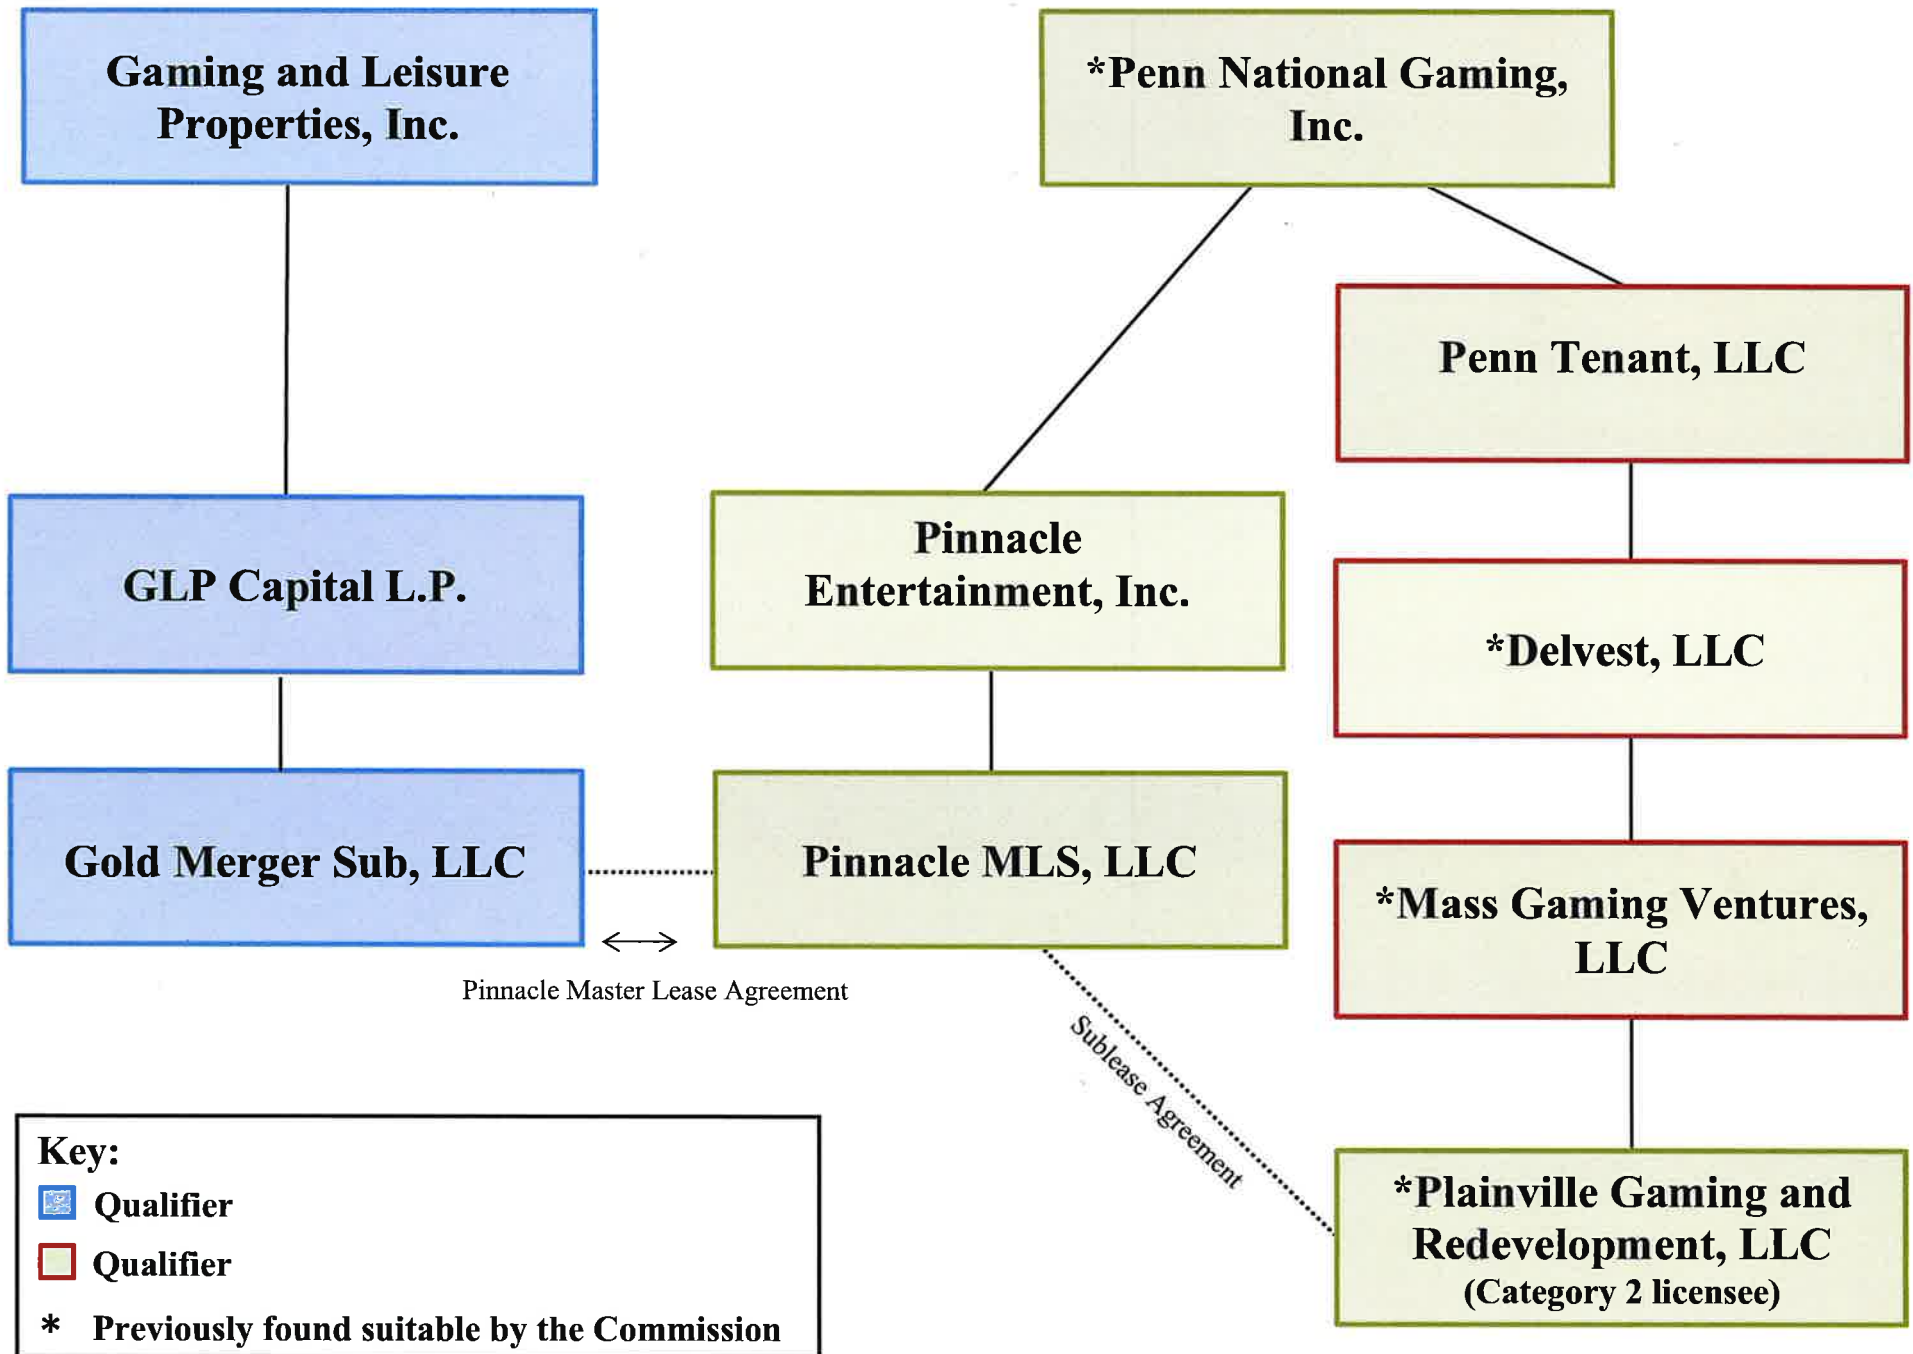 Gaming and Leisure
Properties, Inc.
*Penn National Gaming,
Inc.
Penn Tenant, LLC
GLP Capital L.P.
Pinnacle
Entertainment, Inc.
*Delvest, LLC
Gold Merger Sub, LLC
Pinnacle MLS, LLC
*Mass Gaming Ventures,
LLC
Pinnacle Master Lease Agreement
Sublease Agreement
*Plainville Gaming and
Redevelopment, LLC
(Category 2 licensee)
Key:
Qualifier
Qualifier
* Previously found suitable by the Commission